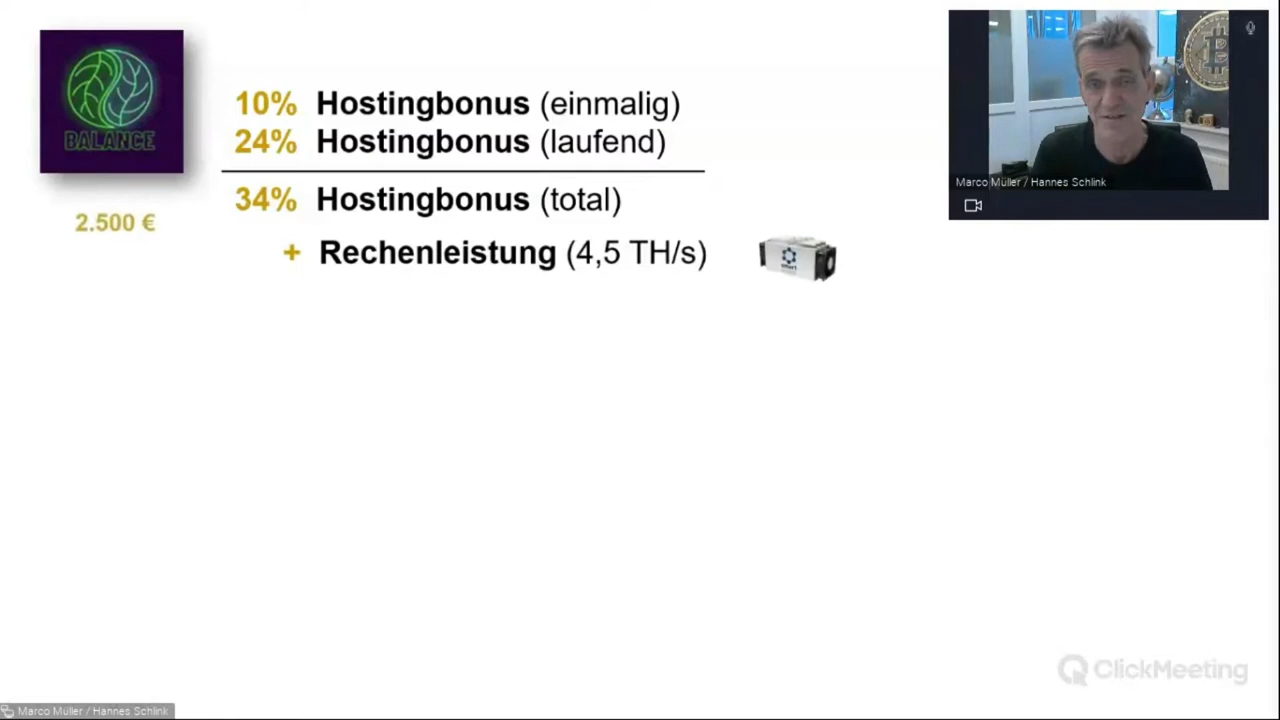 BALANCE
2.500 €
10% Hostingbonus (einmalig)
24% Hostingbonus (laufend)
34% Hostingbonus (total)
+ Rechenleistung (4,5 TH/s)
Marco Müller / Hannes Schlink
ClickMeeting
Marco Müller / Hannes Schlink